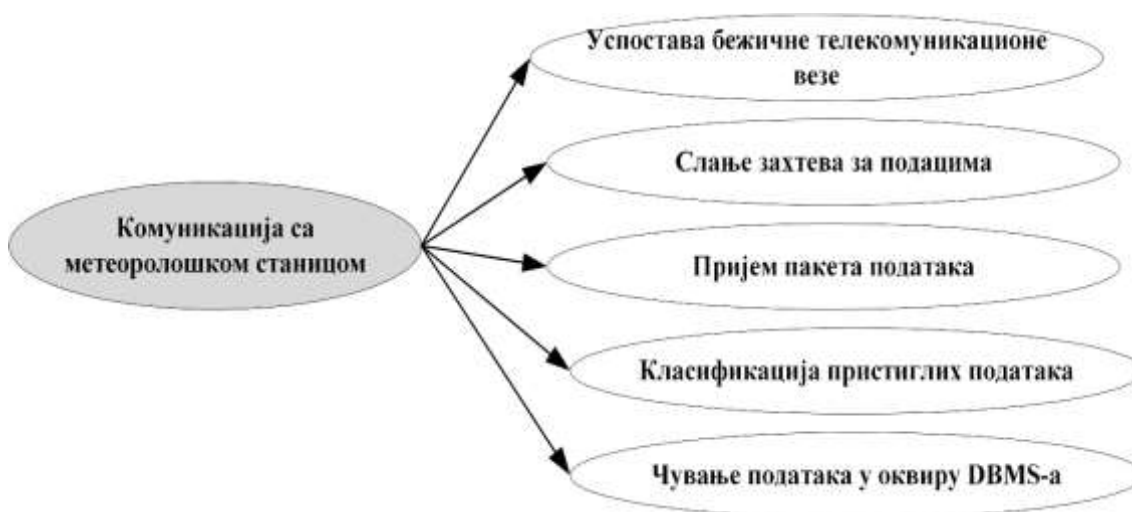 Успостава бежичне телекомуникационе
везе
Слање захтева за подацима
Комуникација са
метеоролошком станицом
Пријем пакета података
Класификација пристиглих података
Чување података у оквиру DBMS-а